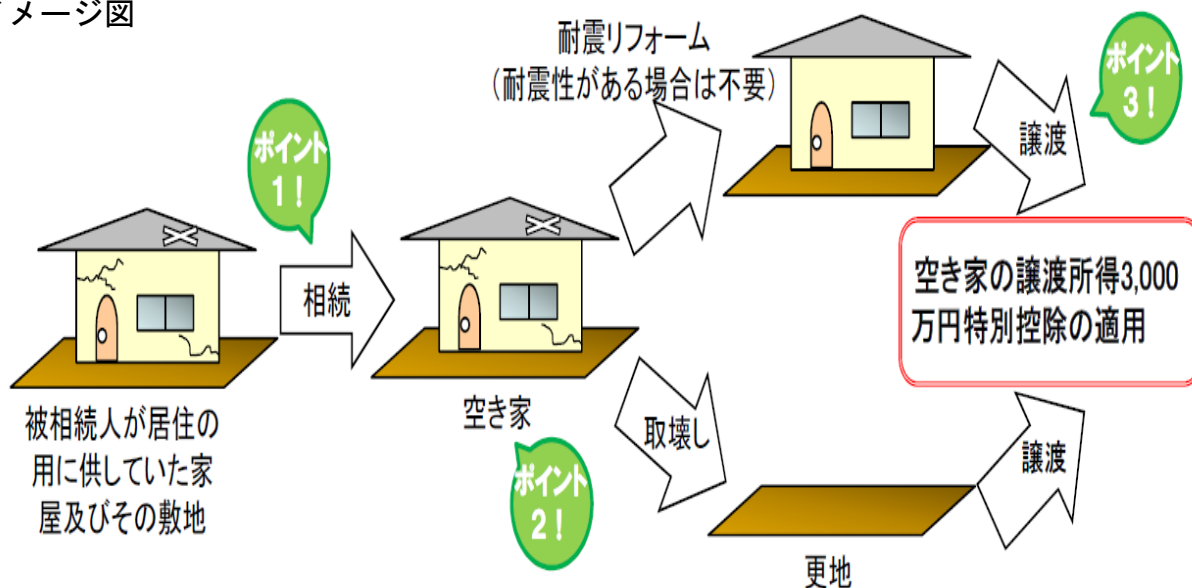 メージ図
耐震リフォーム
（耐震性がある場合は不要）
ポイント
1！
ポイント
3！
相続
譲渡
空き家の譲渡所得3,000
万円特別控除の適用
被相続人が居住の
用に供していた家
屋及びその敷地
空き家
ポイント
2！
取壊し
譲渡
更地